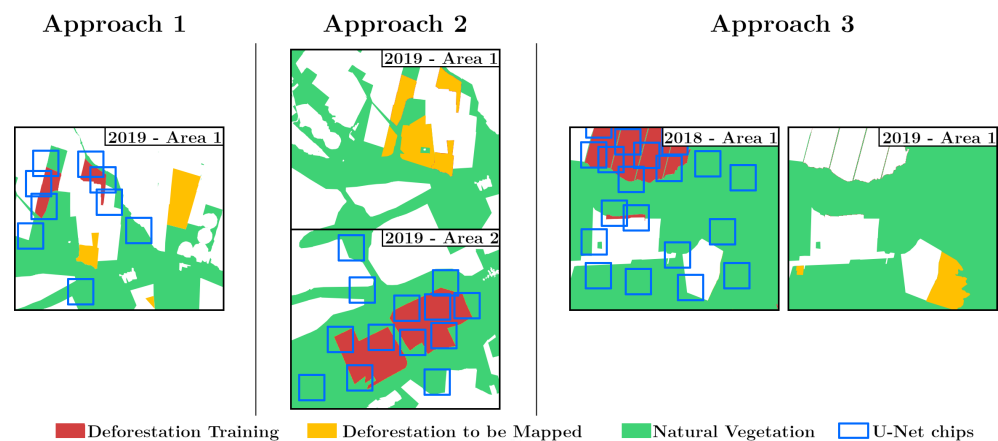 Approach 1
Approach 2
Approach 3
2019 - Area 1
2019 - Area 1
2019 - Area 2
2018 - Area 1
2019 - Area 1
Deforestation Training
Deforestation to be Mapped
Natural Vegetation
U-Net chips